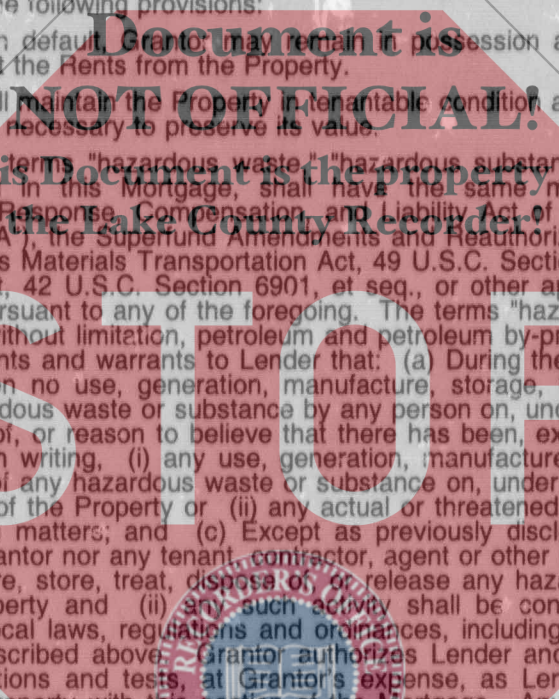 e following provisions:
Document is
n default, Grantor may remain in possession a
t the Rents from the Property.
ll maintain the Property in tenantable condition a
NOT OFFICIAL!
necessary to preserve its value.
terms "hazardous waste," "hazardous substan
is Document is the property
in this Mortgage, shall have the same
Response, Compensation, and Liability Act of
the Lake County Recorder!
A"), the Superfund Amendments and Reauthori
s Materials Transportation Act, 49 U.S.C. Secti
, 42 U.S.C. Section 6901, et seq., or other a
STOP
rsuant to any of the foregoing. The terms "haz
ithout limitation, petroleum and petroleum by-pr
nts and warrants to Lender that: (a) During the
n no use, generation, manufacture, storage,
dous waste or substance by any person on, und
of, or reason to believe that there has been, ex
n writing, (i) any use, generation, manufacture
f any hazardous waste or substance on, under
of the Property or (ii) any actual or threatened
matters; and (c) Except as previously discl
antor nor any tenant, contractor, agent or other
re, store, treat, dispose of, or release any haz
perty and (ii) any such activity shall be con
cal laws, regulations and ordinances, including
RECORDER'S OFFICE
scribed above. Grantor authorizes Lender and
tions and tests, at Grantor's expense, as Len